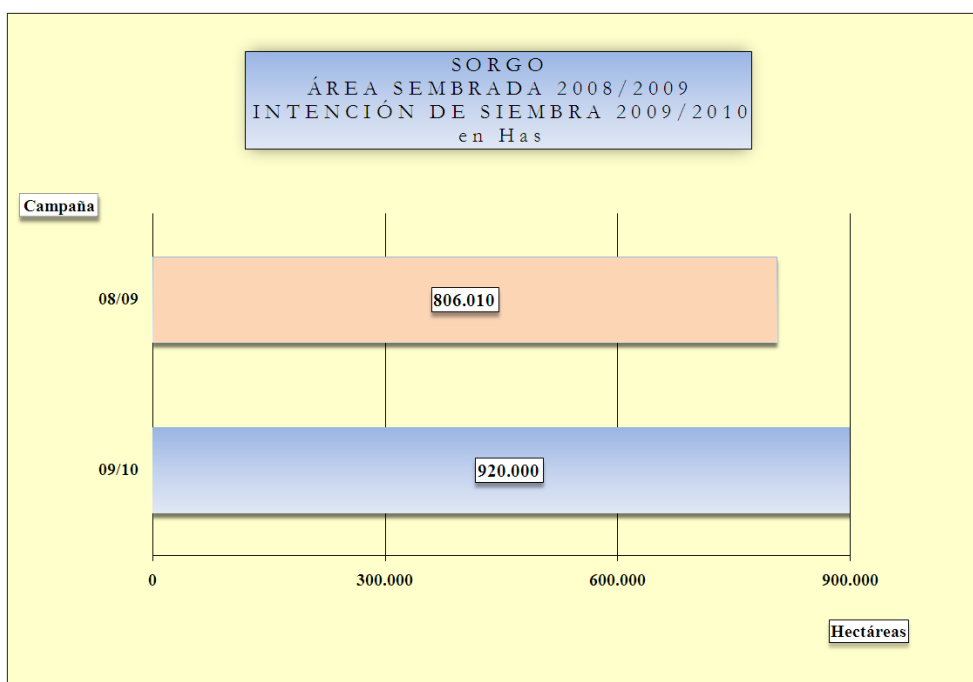 SORGO
ÁREA SEMBRADA 2008/2009
INTENCIÓN DE SIEMBRA 2009/2010
en Has
Campaña
08/09
806.010
09/10
920.000
0 300.000 600.000 900.000
Hectáreas